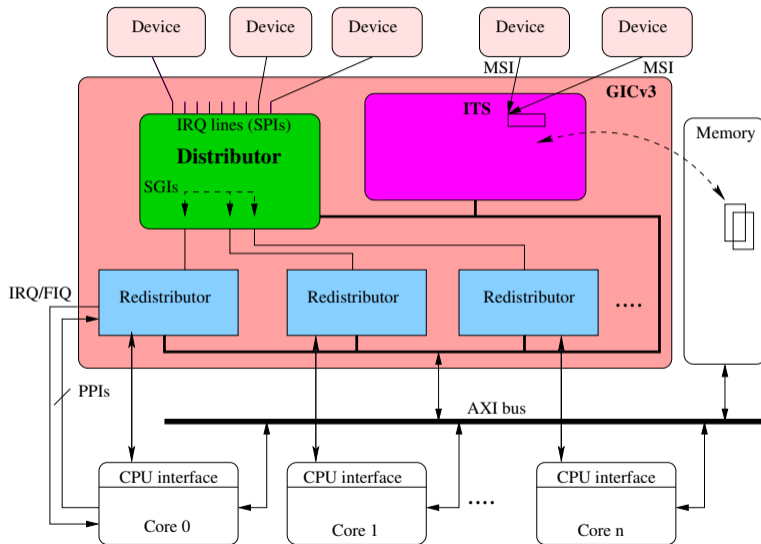 Device
Device
Device
Device
Device
MSI
MSI
GICv3
ITS
IRQ lines (SPIs)
Distributor
SGIs
Memory
IRQ/FIQ
Redistributor
Redistributor
Redistributor
....
PPIs
AXI bus
CPU interface
CPU interface
CPU interface
....
Core 0
Core 1
Core n